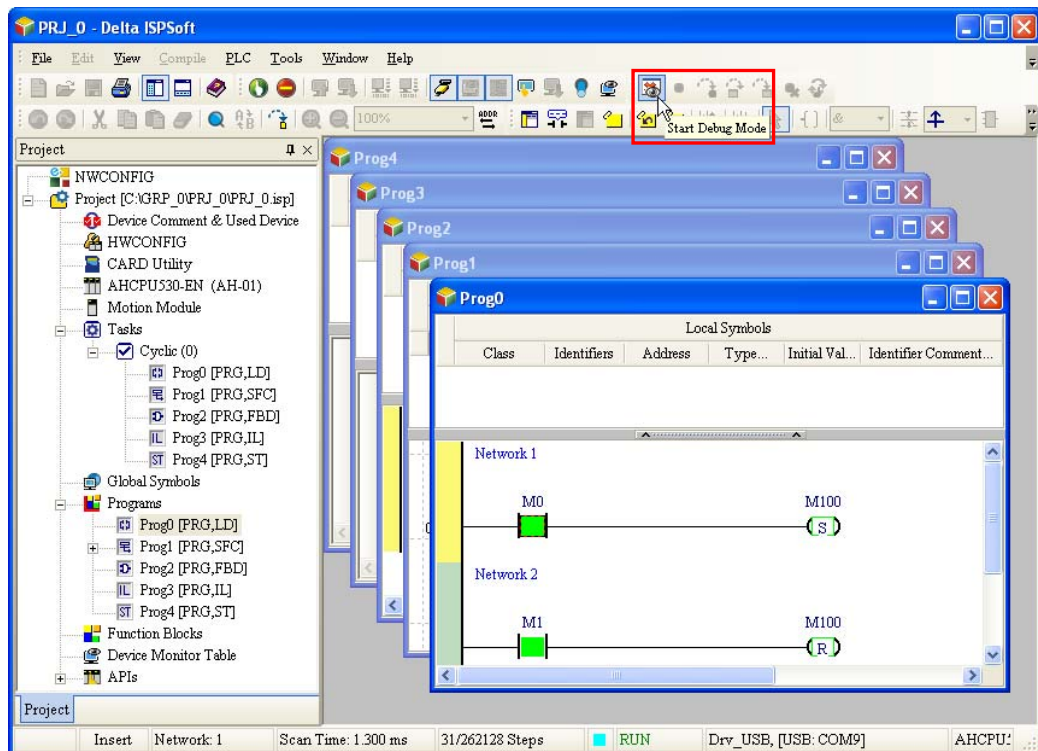 PRJ_0 - Delta ISPSoft
File Edit View Compile PLC Tools Window Help
100%
ADDR
&
Start Debug Mode
Project
NWCONFIG
Project [C:\GRP_0\PRJ_0\PRJ_0.isp]
Device Comment & Used Device
HWCONFIG
CARD Utility
AHCPU530-EN (AH-01)
Motion Module
Tasks
Cyclic (0)
Prog0 [PRG,LD]
Prog1 [PRG,SFC]
Prog2 [PRG,FBD]
Prog3 [PRG,IL]
Prog4 [PRG,ST]
Global Symbols
Programs
Prog0 [PRG,LD]
Prog1 [PRG,SFC]
Prog2 [PRG,FBD]
Prog3 [PRG,IL]
Prog4 [PRG,ST]
Function Blocks
Device Monitor Table
APIs
Project
Prog4
Prog3
Prog2
Prog1
Prog0
Local Symbols
Class Identifiers Address Type... Initial Val... Identifier Comment...
Network 1
M0 M100
S
Network 2
M1 M100
R
Insert Network: 1 Scan Time: 1.300 ms 31/262128 Steps RUN Drv_USB, [USB: COM9]